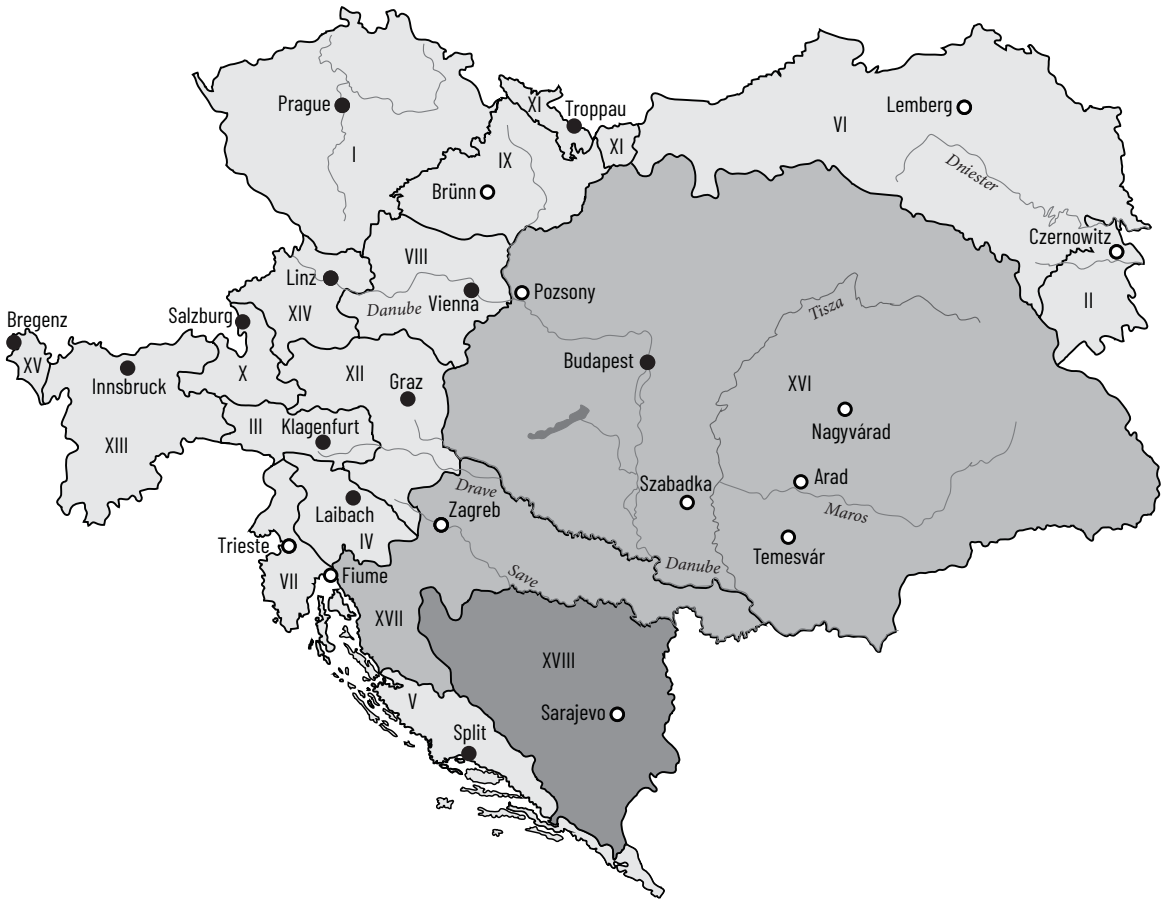 XI
Troppau
Prague
Lemberg
VI
XI
I
IX
Dniester
Brünn
Czernowitz
VIII
Linz
Pozsony
II
Danube
Vienna
XIV
Tisza
Salzburg
Bregenz
Budapest
XV
Innsbruck
X
XII
Graz
XVI
Nagyvárad
III
Klagenfurt
XIII
Arad
Szabadka
Drave
Zagreb
Maros
Laibach
Trieste
IV
Temesvár
Danube
Fiume
VII
Save
XVII
XVIII
V
Sarajevo
Split